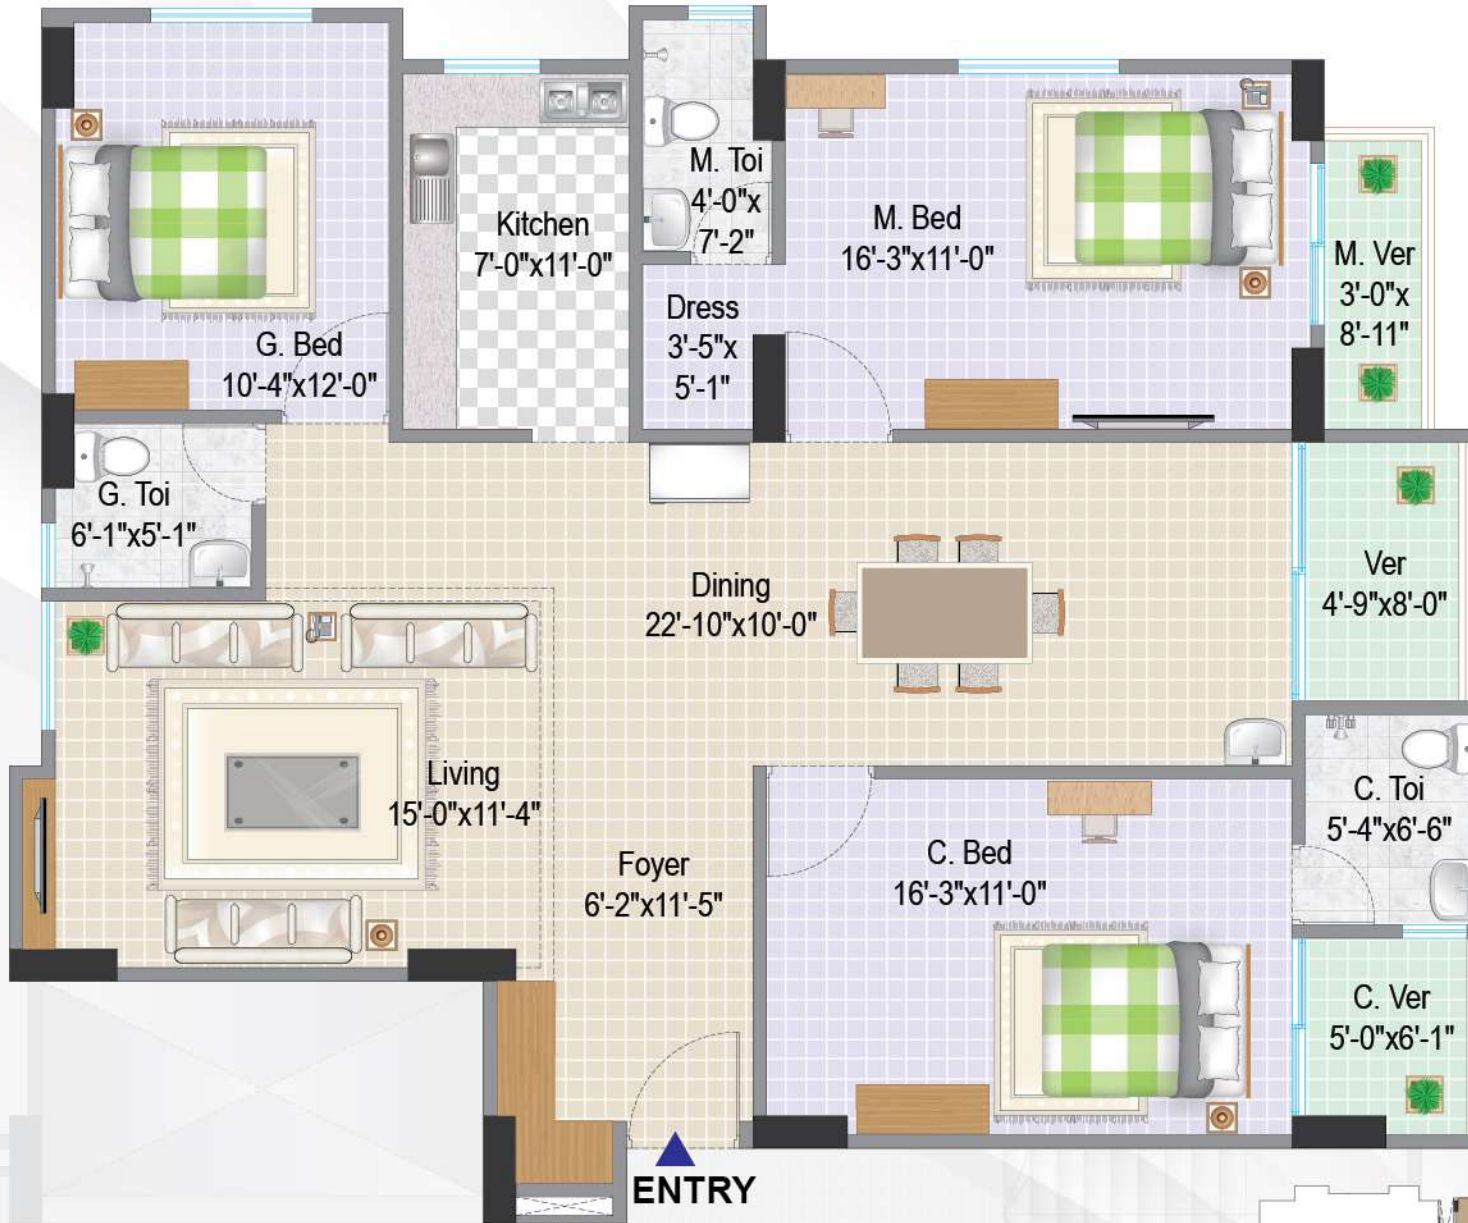 M. Toi
4'-0"x
7'-2"
Kitchen
7'-0"x11'-0"
M. Bed
16'-3"x11'-0"
M. Ver
3'-0"x
8'-11"
Dress
3'-5"x
5'-1"
G. Bed
10'-4"x12'-0"
G. Toi
6'-1"x5'-1"
Dining
22'-10"x10'-0"
Ver
4'-9"x8'-0"
Living
15'-0"x11'-4"
C. Toi
5'-4"x6'-6"
Foyer
6'-2"x11'-5"
C. Bed
16'-3"x11'-0"
C. Ver
5'-0"x6'-1"
ENTRY